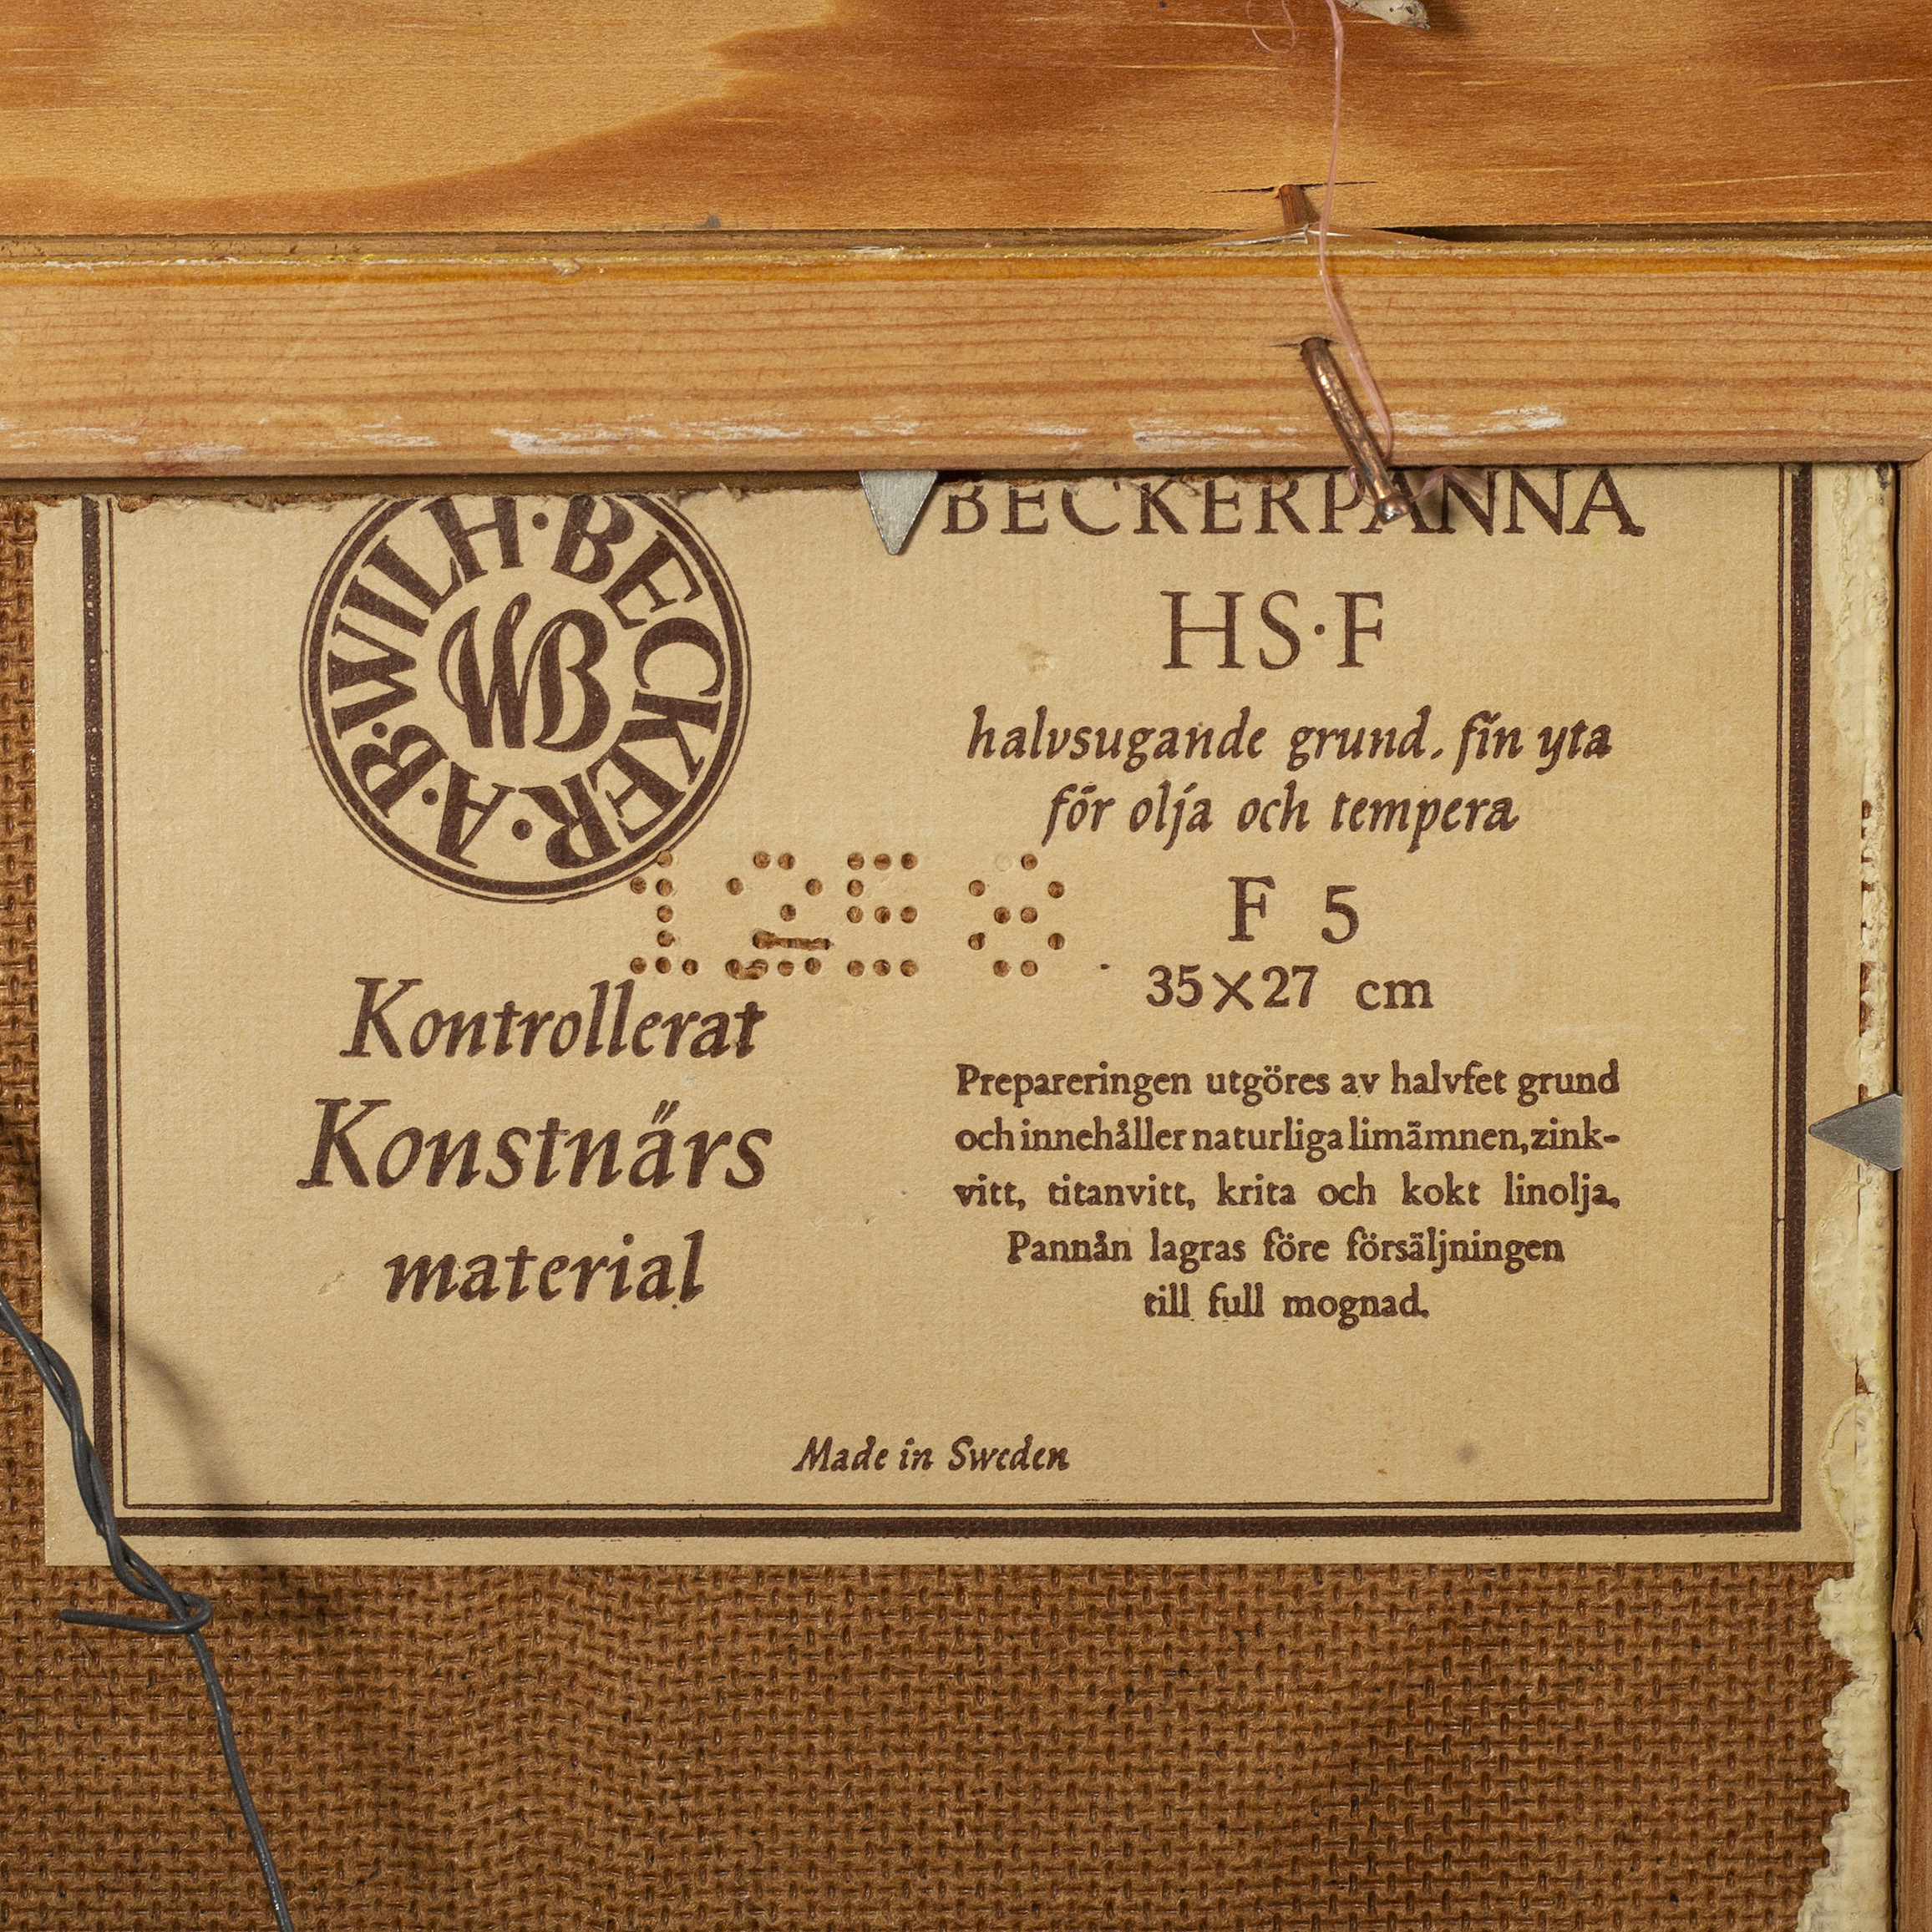 A·B·WILH·BECKER·
WB
BECKERPANNA
HS·F
halvsugande grund. fin yta
för olja och tempera
F 5
35×27 cm
Kontrollerat
Konstnärs
material
Prepareringen utgöres av halvfet grund
och innehåller naturliga limämnen, zink-
vitt, titanvitt, krita och kokt linolja.
Pannån lagras före försäljningen
till full mognad.
Made in Sweden